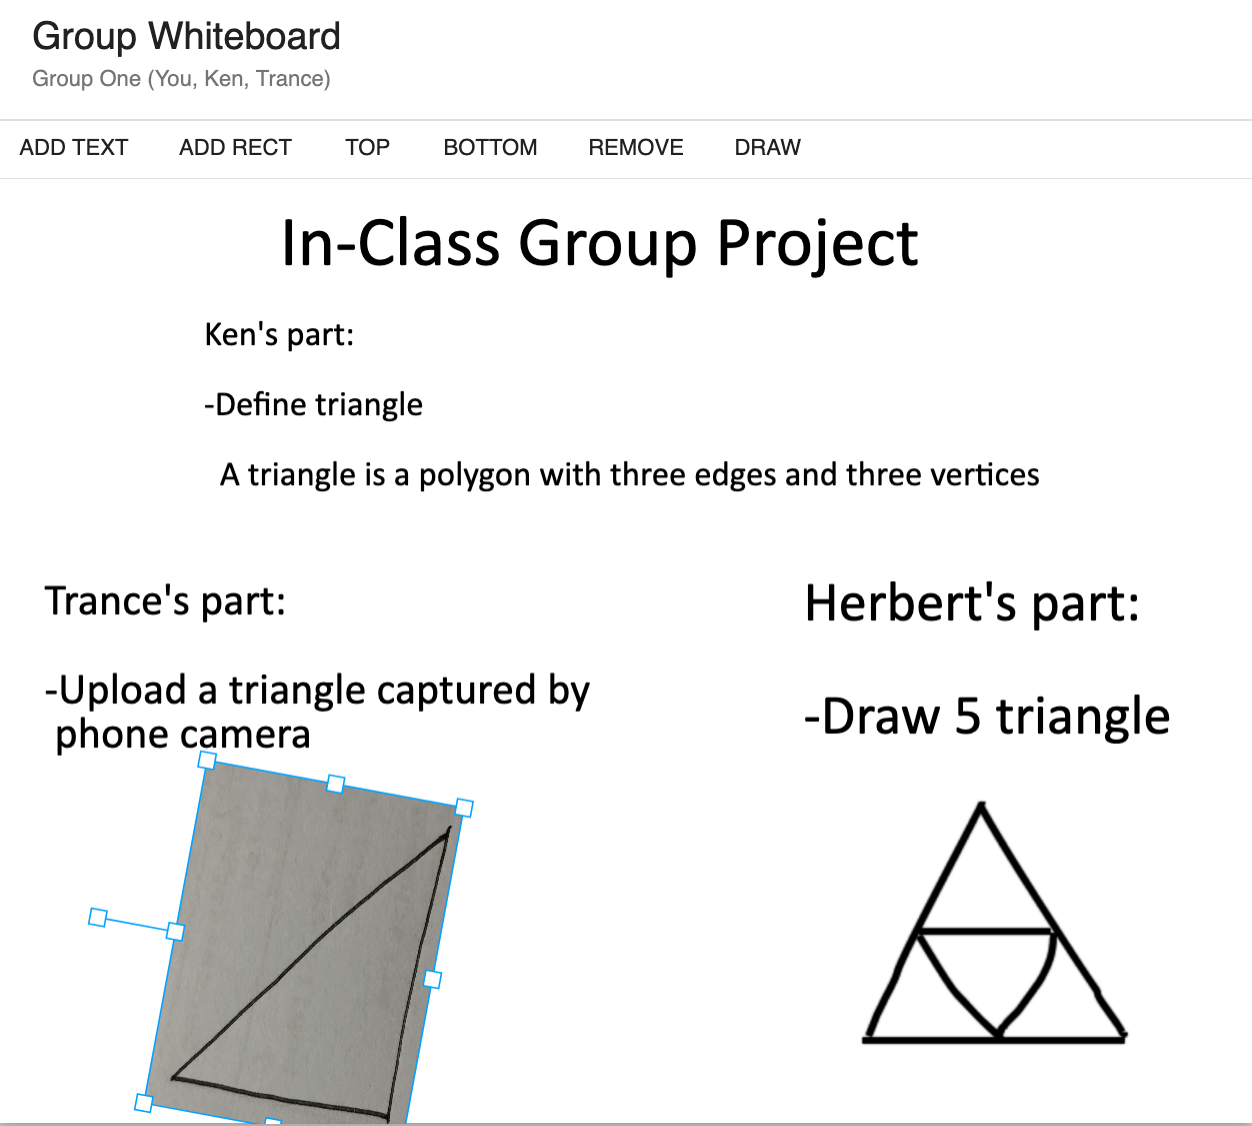 Group Whiteboard
Group One (You, Ken, Trance)
ADD TEXT ADD RECT TOP BOTTOM REMOVE DRAW
In-Class Group Project
Ken's part:
-Define triangle
A triangle is a polygon with three edges and three vertices
Trance's part:
-Upload a triangle captured by
phone camera
Herbert's part:
-Draw 5 triangle